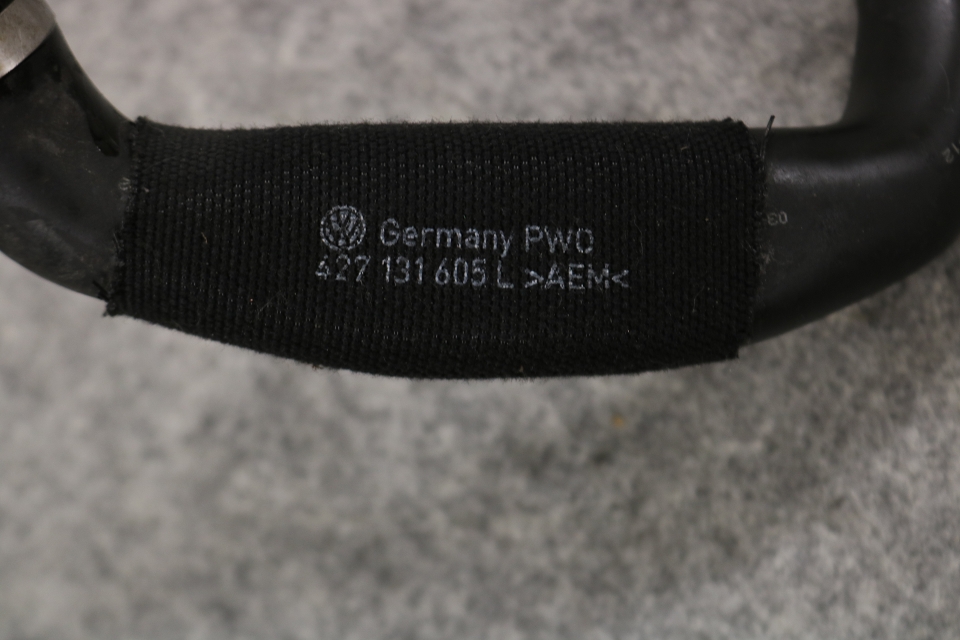 Germany PWO
427 131 605 L >AEM<